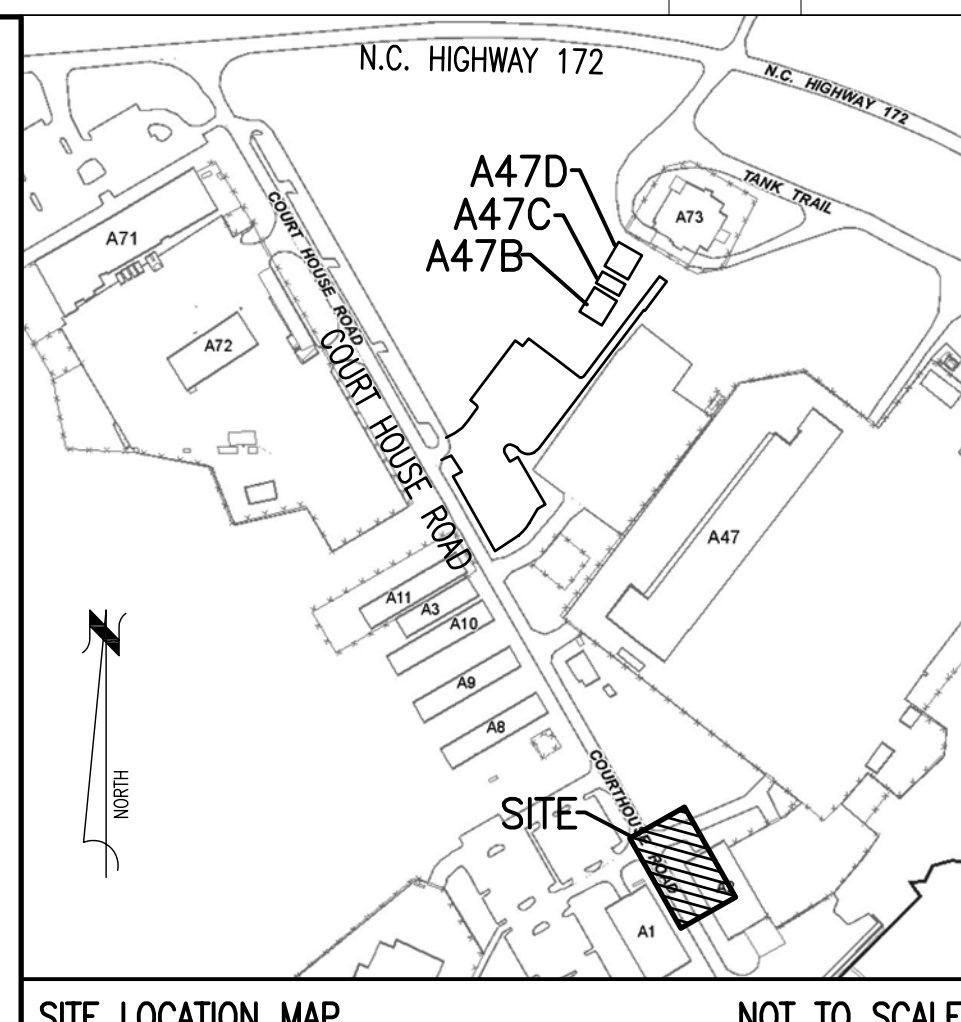 N.C. HIGHWAY 172
N.C. HIGHWAY 172
TANK TRAIL
A47D
A47C
A47B
A73
A71
COURT HOUSE ROAD
COURT HOUSE ROAD
A72
A47
A11
A3
A10
A9
A8
NORTH
COURTHOUSE ROAD
SITE
A2
A1
SITE LOCATION MAP
NOT TO SCALE